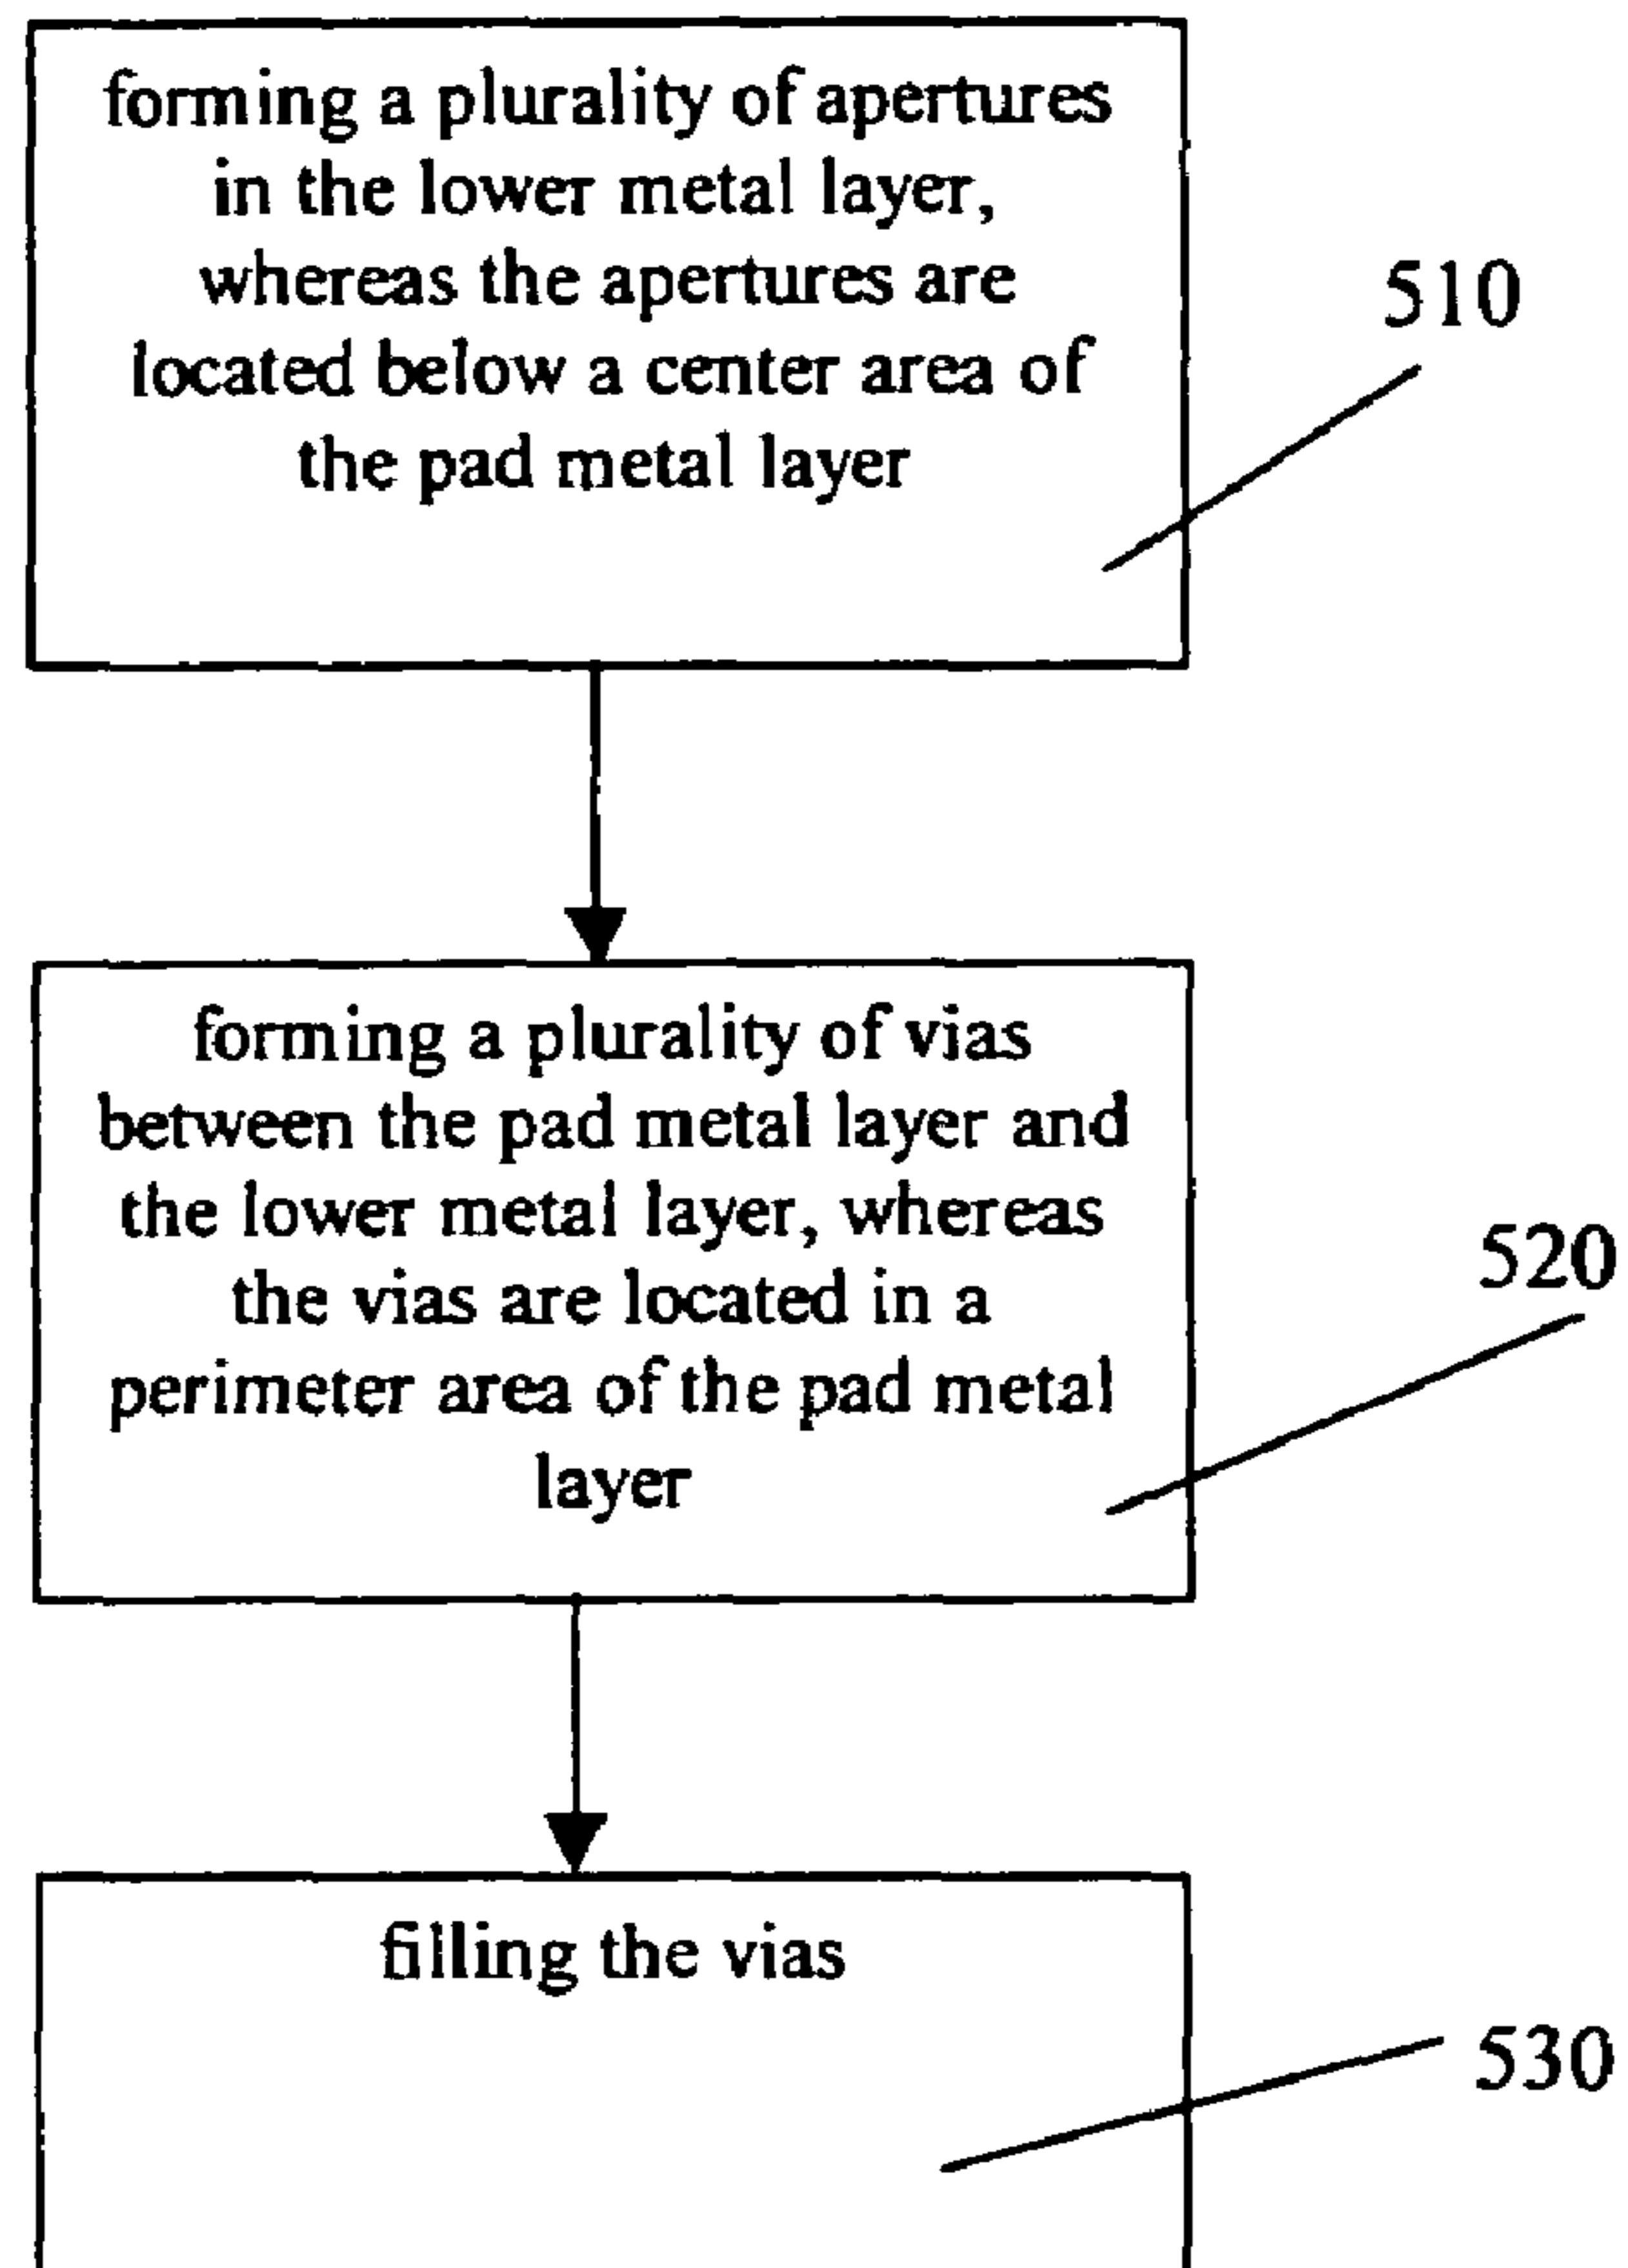 forming a plurality of apertures
in the lower metal layer,
whereas the apertures are
located below a center area of
the pad metal layer
510
forming a plurality of vias
between the pad metal layer and
the lower metal layer, whereas
the vias are located in a
perimeter area of the pad metal
layer
520
filling the vias
530